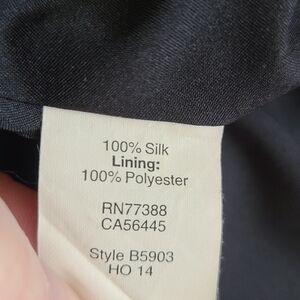 100% Silk
Lining:
100% Polyester
RN77388
CA56445
Style B5903
HO 14